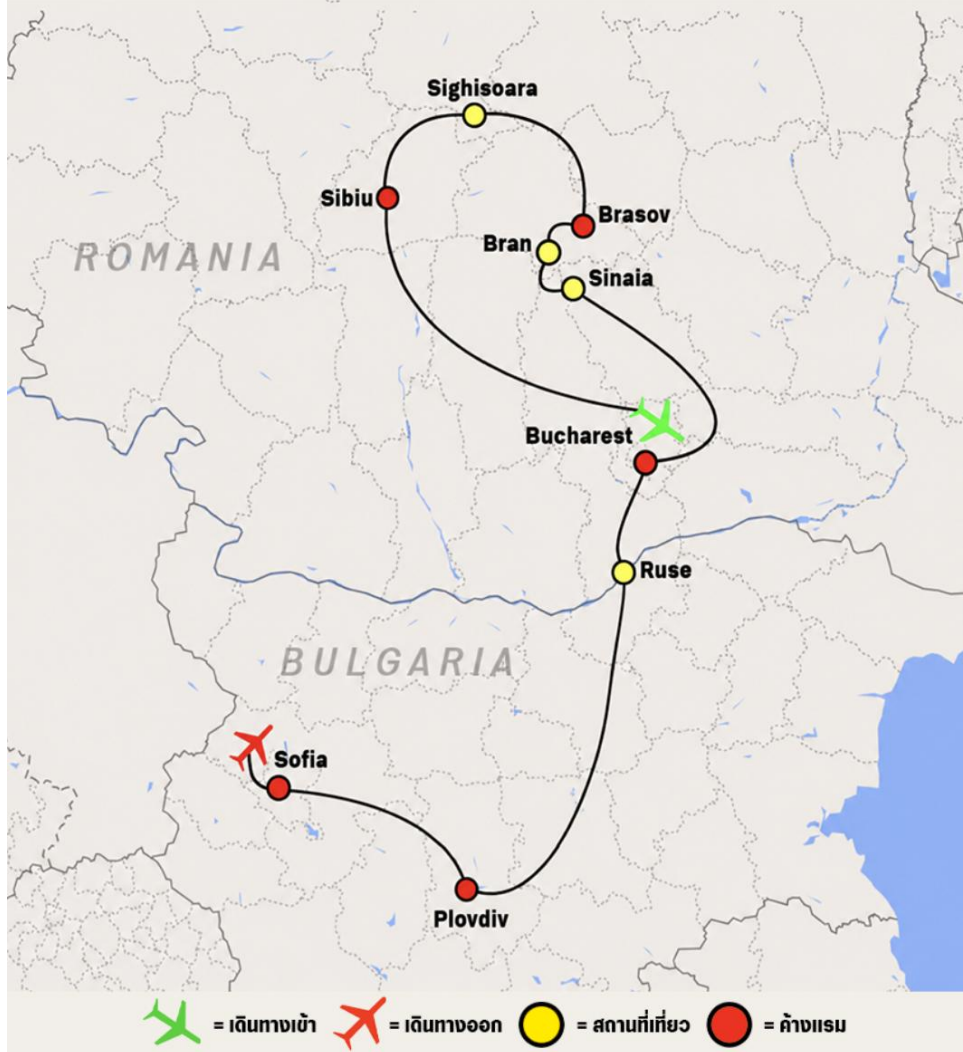 Sighisoara
Sibiu
Brasov
Bran
ROMANIA
Sinaia
Bucharest
Ruse
BULGARIA
Sofia
Plovdiv
= เดินทางเข้า = เดินทางออก = สถานที่เที่ยว = ค้างแรม